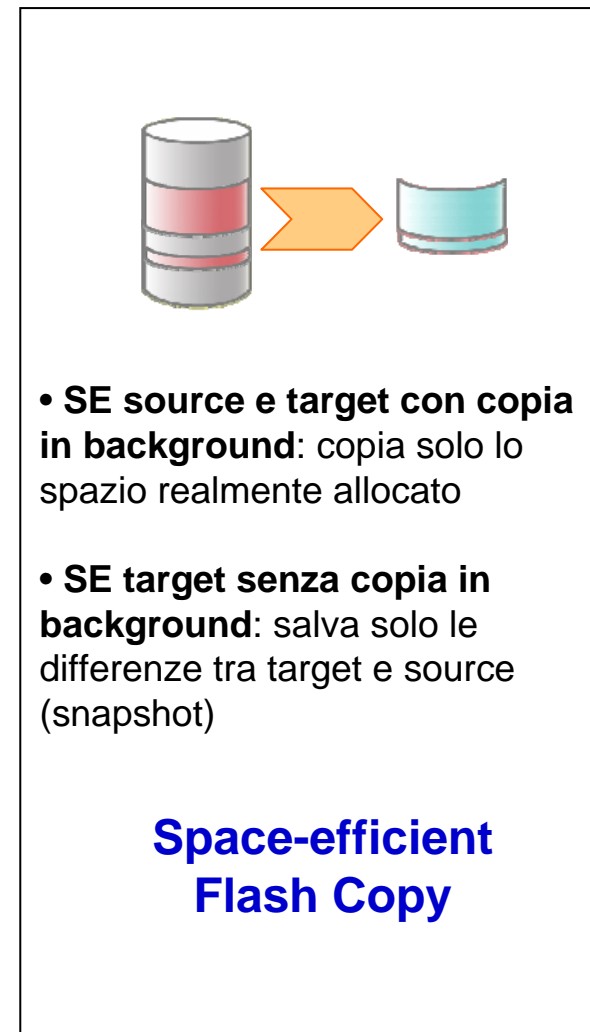 • SE source e target con copia
in background: copia solo lo
spazio realmente allocato
• SE target senza copia in
background: salva solo le
differenze tra target e source
(snapshot)
Space-efficient
Flash Copy